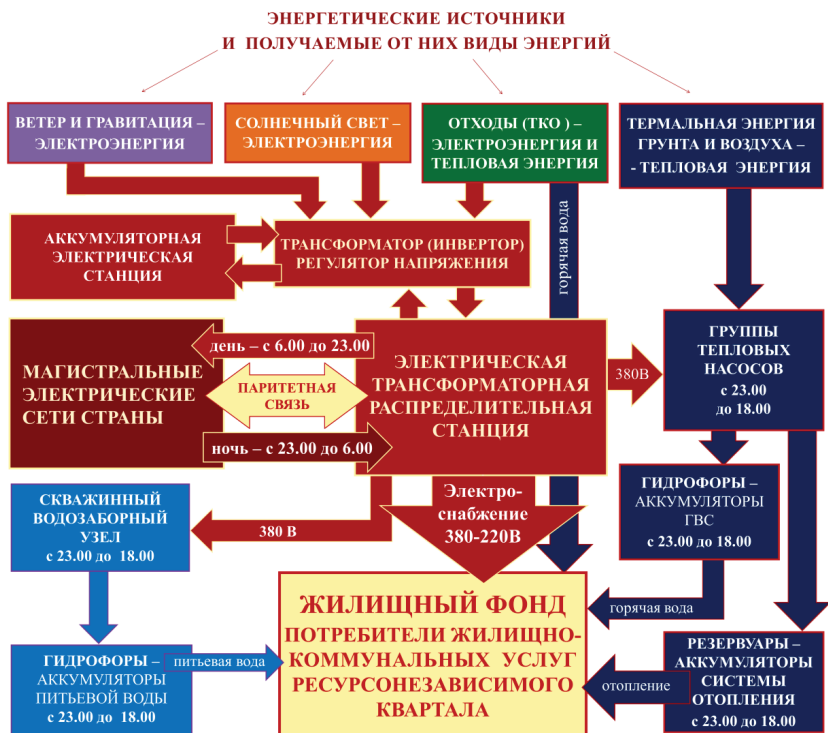 ЭНЕРГЕТИЧЕСКИЕ ИСТОЧНИКИ
И ПОЛУЧАЕМЫЕ ОТ НИХ ВИДЫ ЭНЕРГИЙ
ВЕТЕР И ГРАВИТАЦИЯ –
ЭЛЕКТРОЭНЕРГИЯ
СОЛНЕЧНЫЙ СВЕТ –
ЭЛЕКТРОЭНЕРГИЯ
ОТХОДЫ (ТКО ) –
ЭЛЕКТРОЭНЕРГИЯ И
ТЕПЛОВАЯ ЭНЕРГИЯ
ТЕРМАЛЬНАЯ ЭНЕРГИЯ
ГРУНТА И ВОЗДУХА –
- ТЕПЛОВАЯ ЭНЕРГИЯ
АККУМУЛЯТОРНАЯ
ЭЛЕКТРИЧЕСКАЯ
СТАНЦИЯ
ТРАНСФОРМАТОР (ИНВЕРТОР)
РЕГУЛЯТОР НАПРЯЖЕНИЯ
горячая вода
МАГИСТРАЛЬНЫЕ
ЭЛЕКТРИЧЕСКИЕ
СЕТИ СТРАНЫ
день – с 6.00 до 23.00
ПАРИТЕТНАЯ
СВЯЗЬ
ночь – с 23.00 до 6.00
ЭЛЕКТРИЧЕСКАЯ
ТРАНСФОРМАТОРНАЯ
РАСПРЕДЕЛИТЕЛЬНАЯ
СТАНЦИЯ
380В
ГРУППЫ
ТЕПЛОВЫХ
НАСОСОВ
с 23.00
до 18.00
СКВАЖИННЫЙ
ВОДОЗАБОРНЫЙ
УЗЕЛ
с 23.00 до 18.00
380 В
Электро-
снабжение
380-220В
ГИДРОФОРЫ –
АККУМУЛЯТОРЫ
ГВС
с 23.00 до 18.00
горячая вода
ГИДРОФОРЫ –
АККУМУЛЯТОРЫ
ПИТЬЕВОЙ ВОДЫ
с 23.00 до 18.00
питьевая вода
ЖИЛИЩНЫЙ ФОНД
ПОТРЕБИТЕЛИ ЖИЛИЩНО-
КОММУНАЛЬНЫХ УСЛУГ
РЕСУРСОНЕЗАВИСИМОГО
КВАРТАЛА
отопление
РЕЗЕРВУАРЫ –
АККУМУЛЯТОРЫ
СИСТЕМЫ
ОТОПЛЕНИЯ
с 23.00 до 18.00